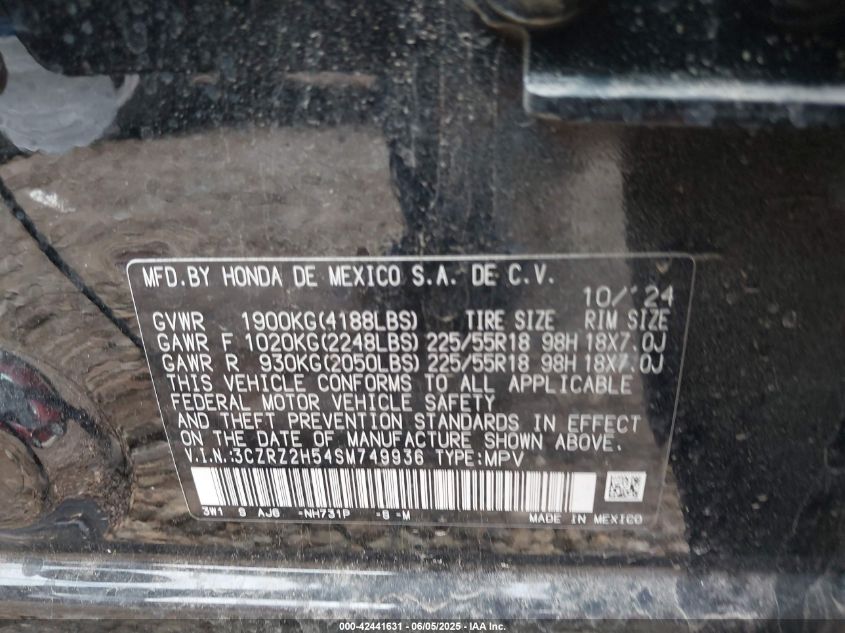 MFD.BY HONDA DE MEXICO S.A. DE C.V.
10/'24
GVWR 1900KG(4188LBS) TIRE SIZE RIM SIZE
GAWR F 1020KG(2248LBS) 225/55R18 98H 18X7.0J
GAWR R 930KG(2050LBS) 225/55R18 98H 18X7.0J
THIS VEHICLE CONFORMS TO ALL APPLICABLE
FEDERAL MOTOR VEHICLE SAFETY
AND THEFT PREVENTION STANDARDS IN EFFECT
ON THE DATE OF MANUFACTURE SHOWN ABOVE.
V.I.N.:3CZRZ2H54SM749936 TYPE:MPV
3W1 S AJ6 -NH731P -S -M MADE IN MEXICO
000-42441631 - 06/05/2025 - IAA Inc.